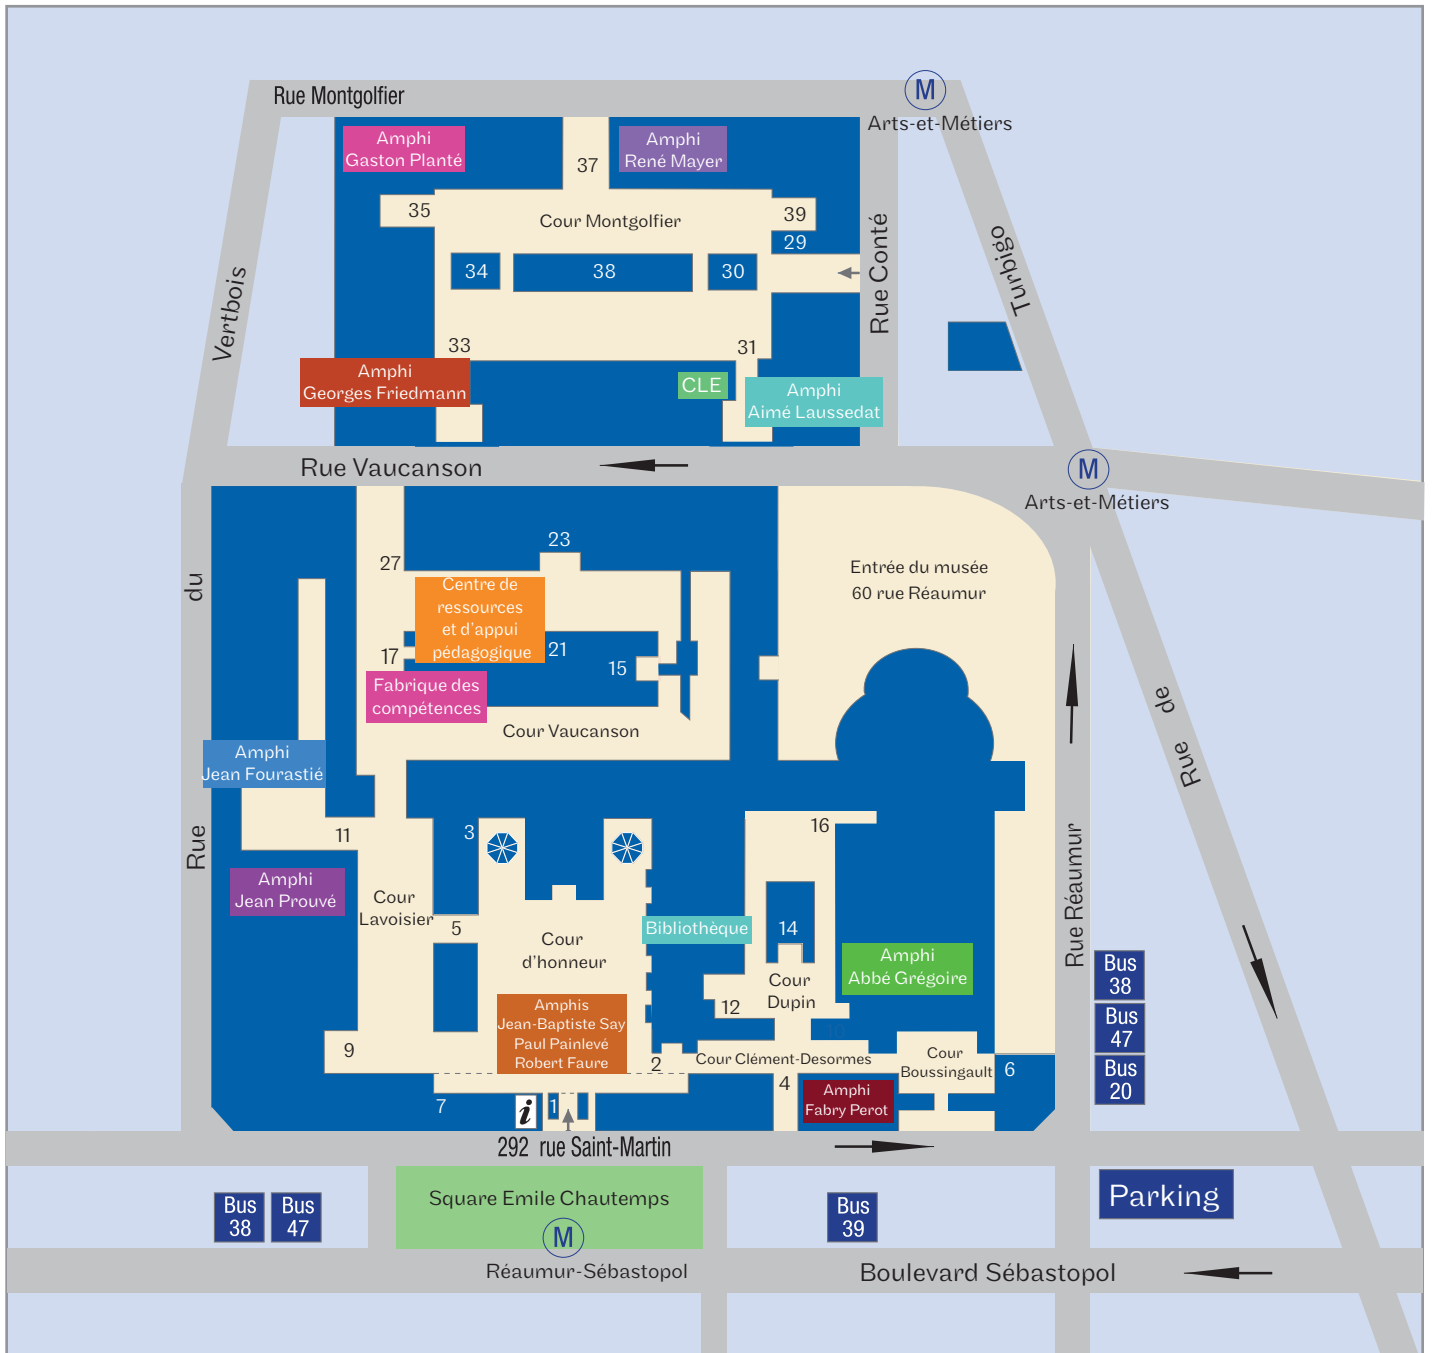 Rue Montgolfier
M
Arts-et-Métiers
Amphi
Gaston Planté
37
Amphi
René Mayer
35
Cour Montgolfier
39
29
34
38
30
Rue Conté
Turbigo
Vertbois
33
31
Amphi
Georges Friedmann
CLE
Amphi
Aimé Laussedat
Rue Vaucanson
M
Arts-et-Métiers
du
23
27
Centre de
ressources
et d'appui
pédagogique
Entrée du musée
60 rue Réaumur
21
17
15
Fabrique des
compétences
Cour Vaucanson
de
Rue
Amphi
Jean Fourastié
Rue
11
3
16
Rue Réaumur
Amphi
Jean Prouvé
Cour
Lavoisier
5
Cour
d'honneur
Bibliothèque
14
Amphi
Abbé Grégoire
Cour
Dupin
12
10
Bus
38
Bus
47
Bus
20
Amphis
Jean-Baptiste Say
Paul Painlevé
Robert Faure
9
2
Cour Clément-Desormes
Cour
Boussingault
6
4
Amphi
Fabry Perot
7
i
1
292 rue Saint-Martin
Bus
38
Bus
47
Square Emile Chautemps
M
Réaumur-Sébastopol
Bus
39
Parking
Boulevard Sébastopol